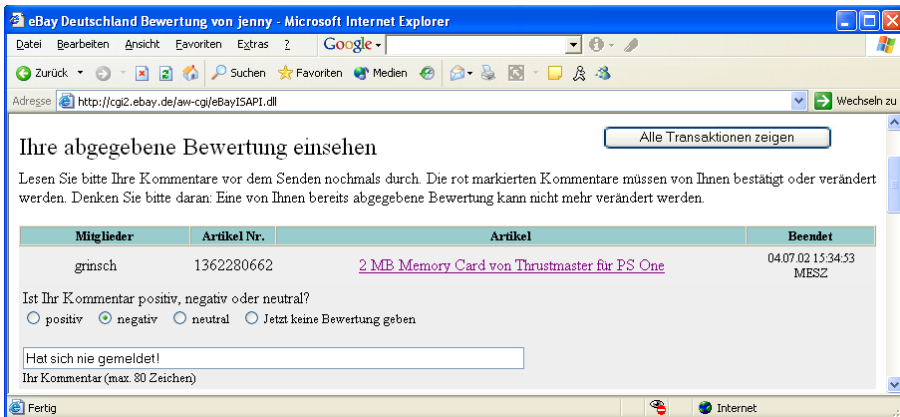 eBay Deutschland Bewertung von jenny - Microsoft Internet Explorer
Datei Bearbeiten Ansicht Favoriten Extras ? Google
Zurück Suchen Favoriten Medien
Adresse http://cgi2.ebay.de/aw-cgi/eBayISAPI.dll Wechseln zu
Alle Transaktionen zeigen
Ihre abgegebene Bewertung einsehen
Lesen Sie bitte Ihre Kommentare vor dem Senden nochmals durch. Die rot markierten Kommentare müssen von Ihnen bestätigt oder verändert
werden. Denken Sie bitte daran: Eine von Ihnen bereits abgegebene Bewertung kann nicht mehr verändert werden.
Mitglieder Artikel Nr. Artikel Beendet
grinsch 1362280662 2 MB Memory Card von Thrustmaster für PS One 04.07.02 15:34:53
MESZ
Ist Ihr Kommentar positiv, negativ oder neutral?
positiv negativ neutral Jetzt keine Bewertung geben
Hat sich nie gemeldet!
Ihr Kommentar (max. 80 Zeichen)
Fertig Internet